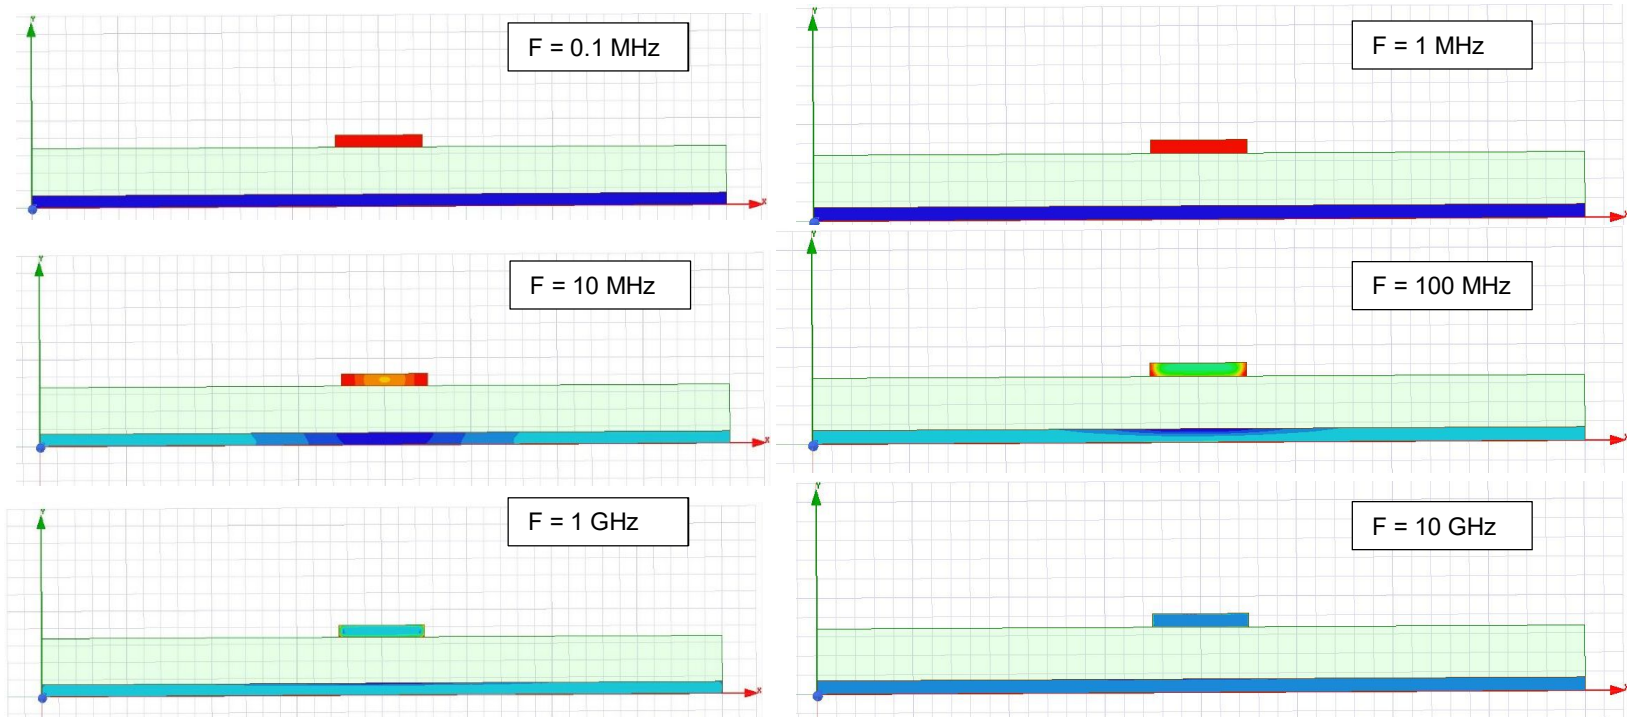 F = 0.1 MHz
F = 1 MHz
F = 10 MHz
F = 100 MHz
F = 1 GHz
F = 10 GHz